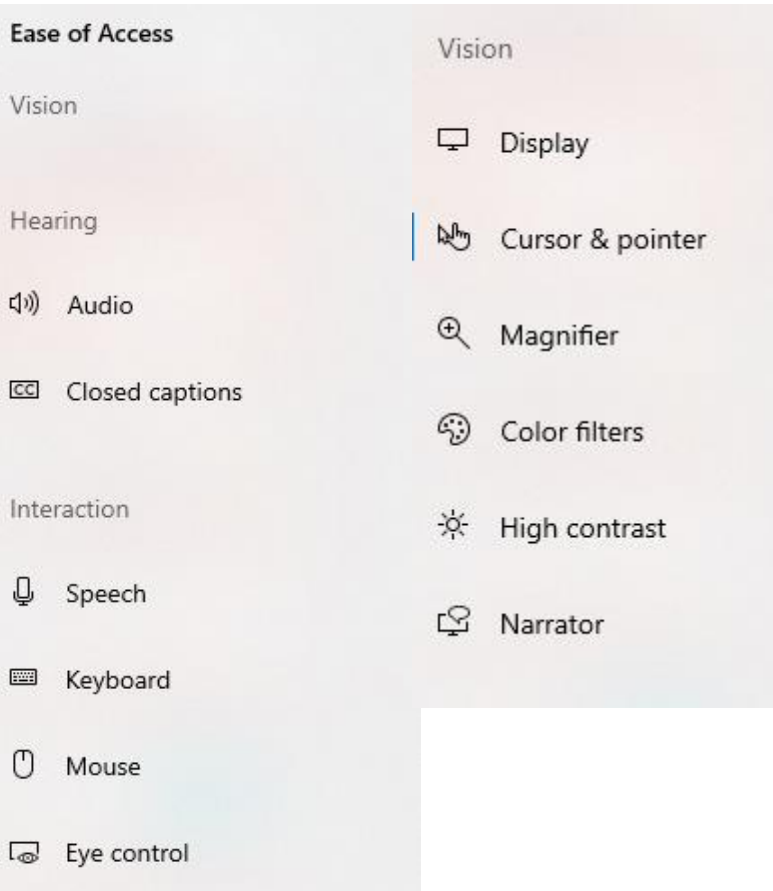 Ease of Access
Vision
Hearing
Audio
CC Closed captions
Interaction
Speech
Keyboard
Mouse
Eye control
Vision
Display
Cursor & pointer
Magnifier
Color filters
High contrast
Narrator